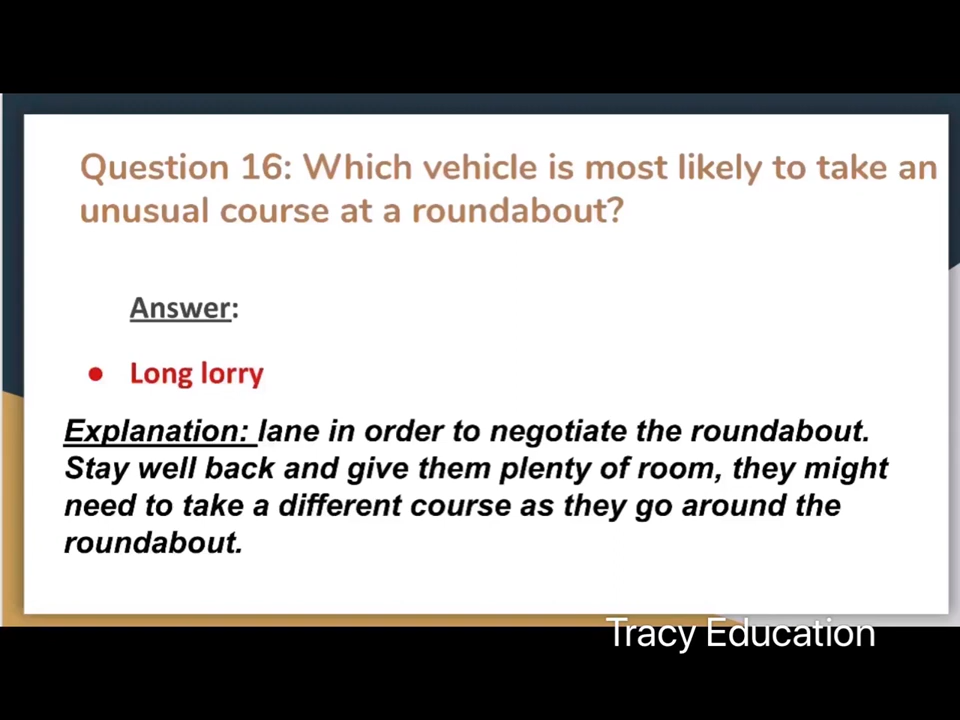 Question 16: Which vehicle is most likely to take an
unusual course at a roundabout?
Answer:
● Long lorry
Explanation: lane in order to negotiate the roundabout.
Stay well back and give them plenty of room, they might
need to take a different course as they go around the
roundabout.
Tracy Education